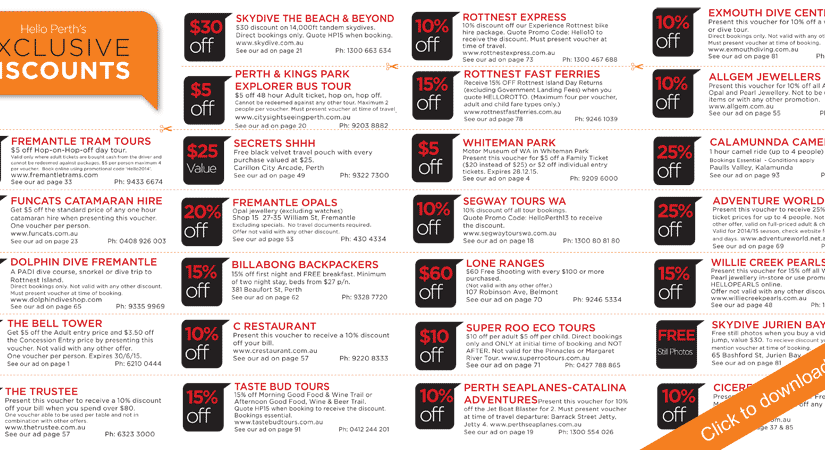 Hello Perth's
XCLUSIVE
ISCOUNTS
FREMANTLE TRAM TOURS
$5 off Hop-on-Hop-off day tour.
Valid only where adult tickets are bought cash from the driver and
cannot be redeemed against packages. $5 per person maximum 4
per voucher. Book online using promotional code 'Hello2014'.
www.fremantletrams.com
See our ad page 33 Ph: 9433 6674
FUNCATS CATAMARAN HIRE
Get $5 off the standard price of any one hour
catamaran hire when presenting this voucher.
One voucher per person.
www.funcats.com.au
See our ad on page 23 Ph: 0408 926 003
DOLPHIN DIVE FREMANTLE
A PADI dive course, snorkel or dive trip to
Rottnest Island.
Direct bookings only. Not valid with any other discount.
Must present voucher at time of booking.
www.dolphindiveshop.com
See our ad on page 65 Ph: 9335 9969
THE BELL TOWER
Get $5 off the Adult entry price and $3.50 off
the Concession Entry price by presenting this
voucher. Not valid with any other offer.
One voucher per person. Expires 30/6/15.
See our ad on page 1 Ph: 6210 0444
THE TRUSTEE
Present this voucher to receive a 10% discount
off your bill when you spend over $80.
One voucher able to be used per table and not in
combination with other offers.
www.thetrustee.com.au
See our ad page 57 Ph: 6323 3000
$30
off
SKYDIVE THE BEACH & BEYOND
$30 discount on 14,000ft tandem skydives.
Direct bookings only. Quote HP15 when booking.
www.skydive.com.au
See our ad on page 21 Ph: 1300 663 634
$5
off
PERTH & KINGS PARK
EXPLORER BUS TOUR
$5 off 48 hour Adult ticket, hop on, hop off.
Cannot be redeemed against any other tour. Maximum 2
people per voucher. Must present voucher at time of travel
www.citysightseeingperth.com.au
See our ad on page 20 Ph: 9203 8882
$25
Value
SECRETS SHHH
Free black velvet travel pouch with every
purchase valued at $25.
Carillon City Arcade, Perth
See our ad on page 49 Ph: 9322 7300
20%
off
FREMANTLE OPALS
Opal jewellery (excluding watches)
Shop 15 27-35 William St, Fremantle
Excluding specials. No travel documents required.
Offer not valid with any other discount.
See our ad page 53 Ph: 430 4334
15%
off
BILLABONG BACKPACKERS
15% off first night and FREE breakfast. Minimum
of two night stay, beds from $27 p/n.
381 Beaufort St, Perth
See our ad on page 62 Ph: 9328 7720
10%
off
C RESTAURANT
Present this voucher to receive a 10% discount
off your bill.
www.crestaurant.com.au
See our ad on page 57 Ph: 9220 8333
15%
off
TASTE BUD TOURS
15% off Morning Good Food & Wine Trail or
Afternoon Good Food, Wine & Beer Trail.
Quote HP15 when booking to receive the discount.
Bookings essential.
www.tastebudtours.com.au
See our ad on page 91 Ph: 0412 244 201
10%
off
ROTTNEST EXPRESS
10% discount off our Experience Rottnest bike
hire package. Quote Promo Code: Hello10 to
receive the discount. Must present voucher at
time of travel.
www.rottnestexpress.com.au
See our ad on page 73 Ph: 1300 467 688
15%
off
ROTTNEST FAST FERRIES
Receive 15% OFF Rottnest Island Day Returns
(excluding Government Landing Fees) when you
quote HELLOROTTO. (Maximum four per voucher,
adult and child fare types only.)
www.rottnestfastferries.com.au
See our ad page 78 Ph: 9246 1039
$5
off
WHITEMAN PARK
Motor Museum of WA in Whiteman Park
Present this voucher for $5 off a Family Ticket
($20 instead of $25) or $2 off individual entry
tickets. Expires 28.12.15.
See our ad on page 4 Ph: 9209 6000
10%
off
SEGWAY TOURS WA
10% discount off all tour bookings.
Quote Promo Code: HelloPerth13 to receive
the discount.
www.segwaytourswa.com.au
See our ad on page 18 Ph: 1300 80 81 80
$60
off
LONE RANGES
$60 Free Shooting with every $100 or more
purchased.
(Not valid with any other offer.)
107 Robinson Ave, Belmont
See our ad on page 70 Ph: 9246 5334
$10
off
SUPER ROO ECO TOURS
$10 off per adult $5 off per child. Direct bookings
only and ONLY at initial time of booking and NOT
AFTER. Not valid for the Pinnacles or Margaret
River Tour. www.superrootours.com.au
See our ad on page 71 Ph: 0427 788 865
10%
off
PERTH SEAPLANES-CATALINA
ADVENTURES Present this voucher for 10%
off the Jet Boat Blaster for 2. Must present voucher
at time of travel departure: Barrack Street Jetty,
Jetty 4. www.perthseaplanes.com.au
See our ad on page 19 Ph: 1300 554 026
10%
off
EXMOUTH DIVE CENT
Present this voucher for 10% off a
or dive tour.
Direct bookings only. Not valid with any oth
Must present voucher at time of booking.
www.exmouthdiving.com.au
See our ad on page 81 Ph
10%
off
ALLGEM JEWELLERS
Present this voucher for 10% off all A
Opal and Pearl Jewellery. Not to be u
items or with any other promotion.
www.allgem.com.au
See our ad on page 55
25%
off
CALAMUNNDA CAME
1 hour camel ride (up to 4 people)
Bookings Essential - Conditions apply
Paulls Valley, Kalamunda
See our ad on page 93 P
25%
off
ADVENTURE WORLD
Present this voucher to receive 25%
ticket prices for up to 4 people. Not
other offer, valid on full-priced adult & ch
Valid for 2014/15 season, check website f
and days. www.adventureworld.net.a
See our ad on page 69 P
15%
off
WILLIE CREEK PEARLS
Present this voucher for 15% off all W
Pearl jewellery in-store or use promo
HELLOPEARLS online.
Offer not valid with any other discou
www.williecreekpearls.com.au
See our ad on page 48 Ph: 1
FREE
Still Photos
SKYDIVE JURIEN BAY
Free still photos when you buy a vid
jump, value $30. To recieve discount yo
mention voucher at time of booking.
65 Bashford St, Jurien Bay
See our ad on page 81
10%
off
CICER
Present
off any
37 & 85
Click to download